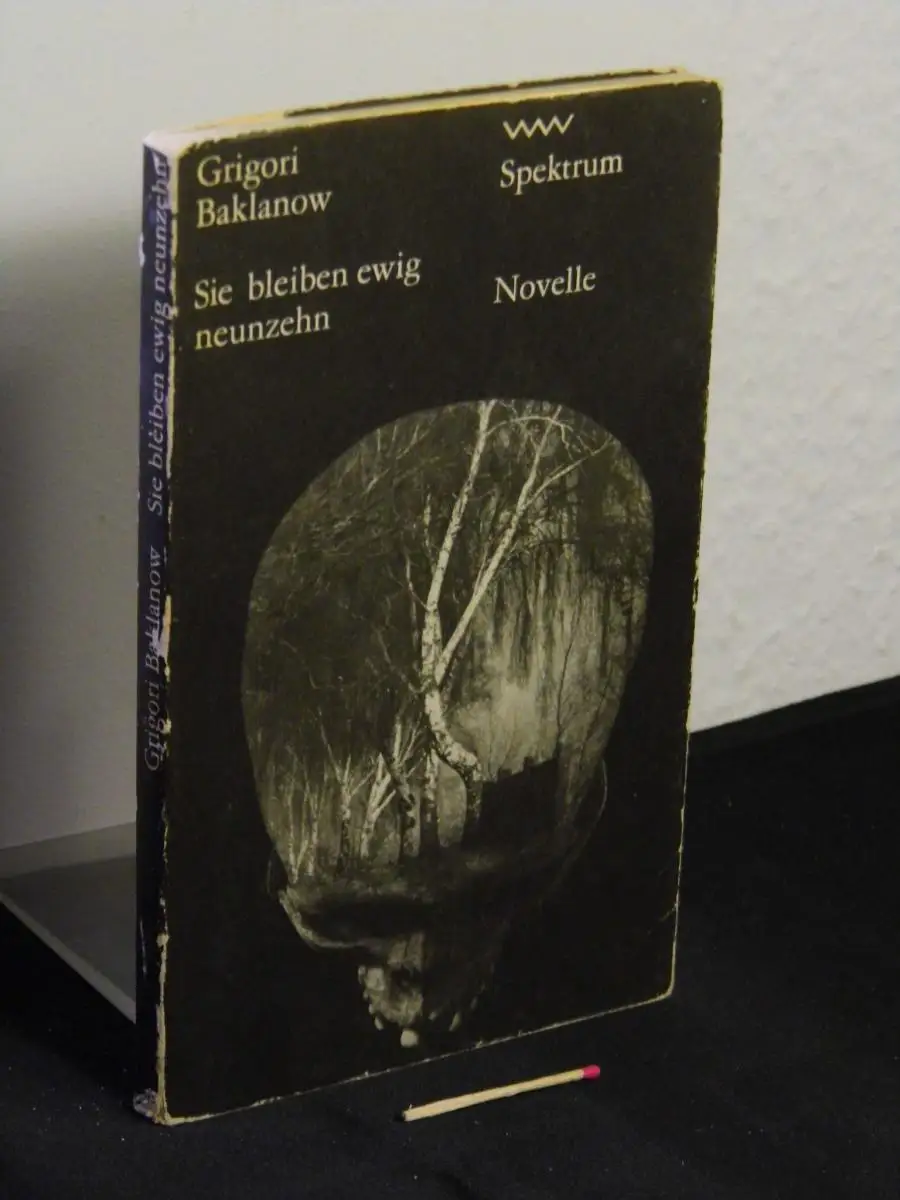 Grigori
Baklanow
Sie bleiben ewig
neunzehn
Spektrum
Novelle
Grigori Baklanow Sie bleiben ewig neunzehn